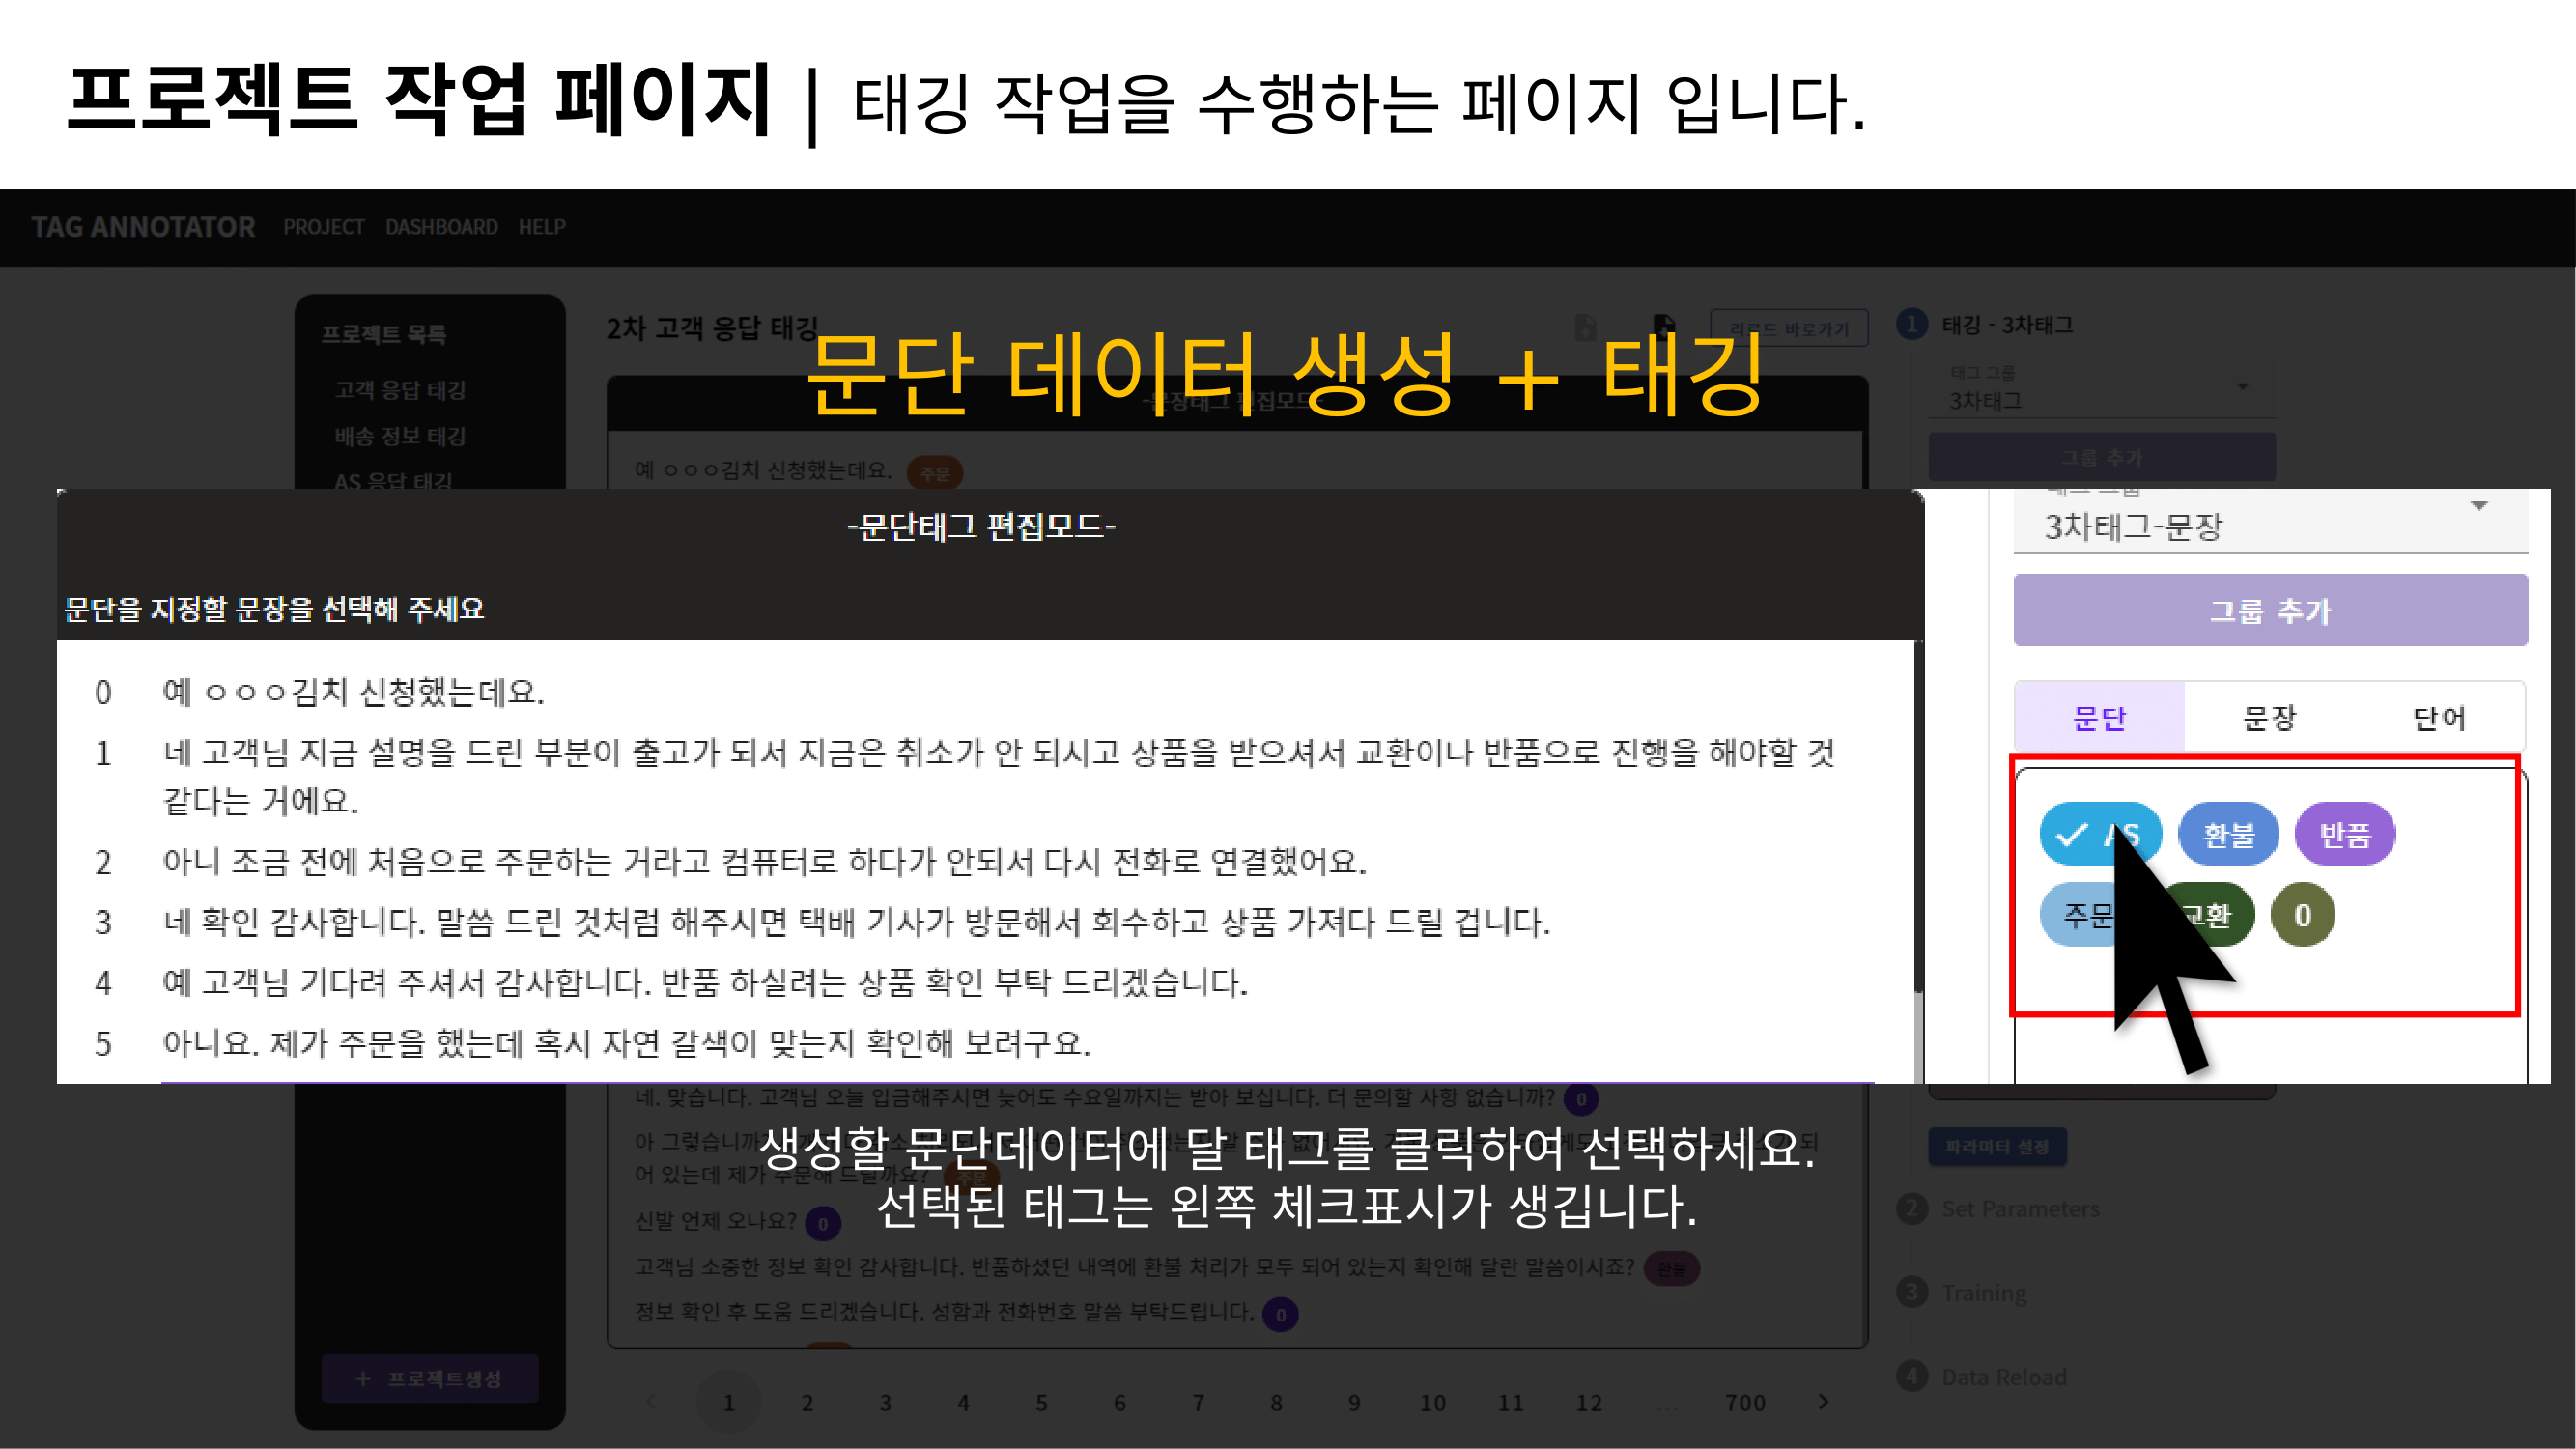 프로젝트 작업 페이지 | 태깅 작업을 수행하는 페이지 입니다.
TAG ANNOTATOR PROJECT DASHBOARD HELP
프로젝트 목록
고객 응답 태깅
배송 정보 태깅
AS 응답 태깅
2차 고객 응답 태깅
리로드 바로가기
1 태깅 - 3차태그
문단 데이터 생성 + 태깅
-문장태그 편집모드-
태그 그룹
3차태그
그룹 추가
예 ㅇㅇㅇ김치 신청했는데요. 주문
-문단태그 편집모드-
문단을 지정할 문장을 선택해 주세요
0 예 ㅇㅇㅇ김치 신청했는데요.
1 네 고객님 지금 설명을 드린 부분이 출고가 되서 지금은 취소가 안 되시고 상품을 받으셔서 교환이나 반품으로 진행을 해야할 것
같다는 거에요.
2 아니 조금 전에 처음으로 주문하는 거라고 컴퓨터로 하다가 안되서 다시 전화로 연결했어요.
3 네 확인 감사합니다. 말씀 드린 것처럼 해주시면 택배 기사가 방문해서 회수하고 상품 가져다 드릴 겁니다.
4 예 고객님 기다려 주셔서 감사합니다. 반품 하실려는 상품 확인 부탁 드리겠습니다.
5 아니요. 제가 주문을 했는데 혹시 자연 갈색이 맞는지 확인해 보려구요.
3차태그-문장
그룹 추가
문단 문장 단어
AS 환불 반품
주문 교환 0
네. 맞습니다. 고객님 오늘 입금해주시면 늦어도 수요일까지는 받아 보십니다. 더 문의할 사항 없습니까? 0
생성할 문단데이터에 달 태그를 클릭하여 선택하세요.
선택된 태그는 왼쪽 체크표시가 생깁니다.
아 그렇습니까
어 있는데 제가 주문해 드릴까요? 주문
신발 언제 오나요? 0
고객님 소중한 정보 확인 감사합니다. 반품하셨던 내역에 환불 처리가 모두 되어 있는지 확인해 달란 말씀이시죠? 환불
정보 확인 후 도움 드리겠습니다. 성함과 전화번호 말씀 부탁드립니다. 0
파라미터 설정
2 Set Parameters
3 Training
4 Data Reload
+ 프로젝트생성
< 1 2 3 4 5 6 7 8 9 10 11 12 ... 700 >